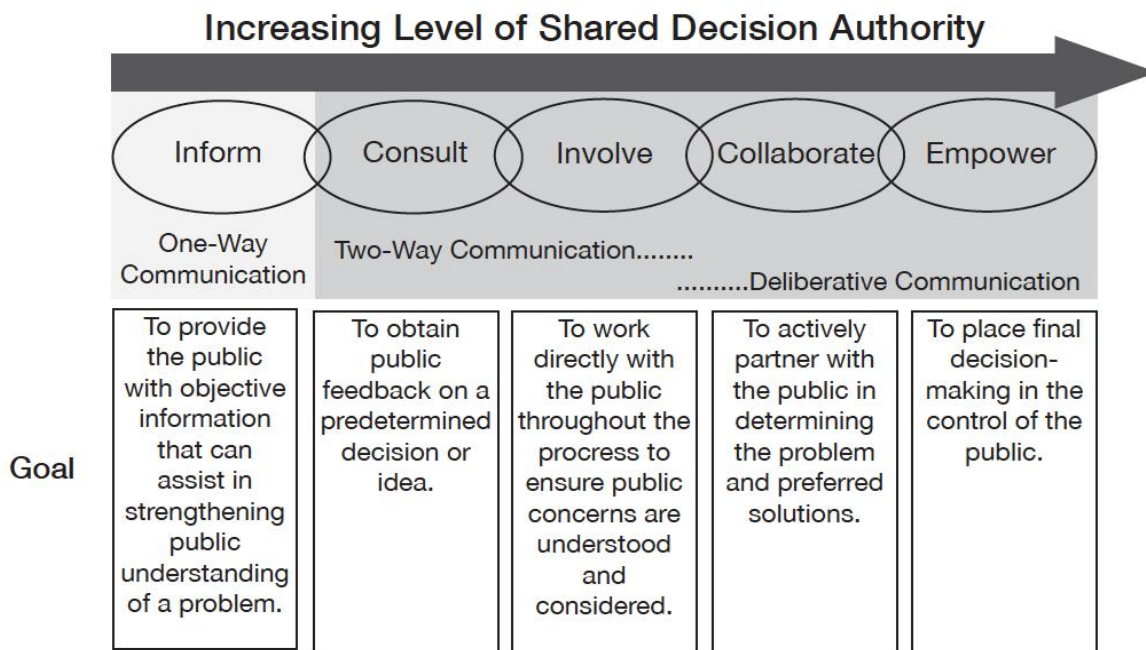 Increasing Level of Shared Decision Authority
Inform
Consult
Involve
Collaborate
Empower
One-Way
Communication
Two-Way Communication........
..........Deliberative Communication
Goal
To provide
the public
with objective
information
that can
assist in
strengthening
public
understanding
of a problem.
To obtain
public
feedback on a
predetermined
decision or
idea.
To work
directly with
the public
throughout the
procress to
ensure public
concerns are
understood
and
considered.
To actively
partner with
the public in
determining
the problem
and preferred
solutions.
To place final
decision-
making in the
control of the
public.